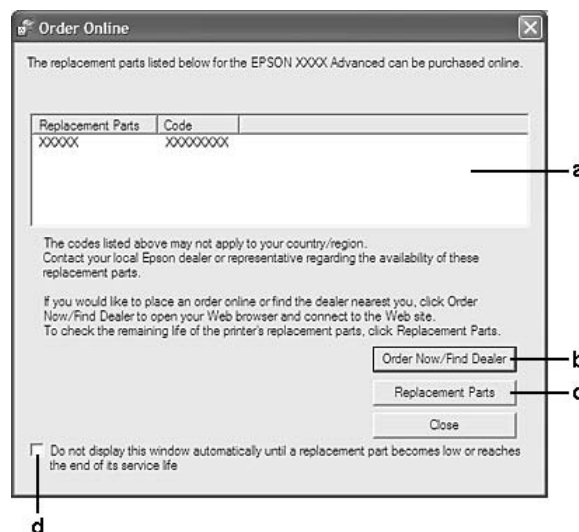 Order Online
The replacement parts listed below for the EPSON XXXX Advanced can be purchased online.
Replacement Parts Code
XXXXX XXXXXXXX
a
The codes listed above may not apply to your country/region.
Contact your local Epson dealer or representative regarding the availability of these
replacement parts.
If you would like to place an order online or find the dealer nearest you, click Order
Now/Find Dealer to open your Web browser and connect to the Web site.
To check the remaining life of the printer's replacement parts, click Replacement Parts.
Order Now/Find Dealer
b
Replacement Parts
Close
Do not display this window automatically until a replacement part becomes low or reaches
the end of its service life
d